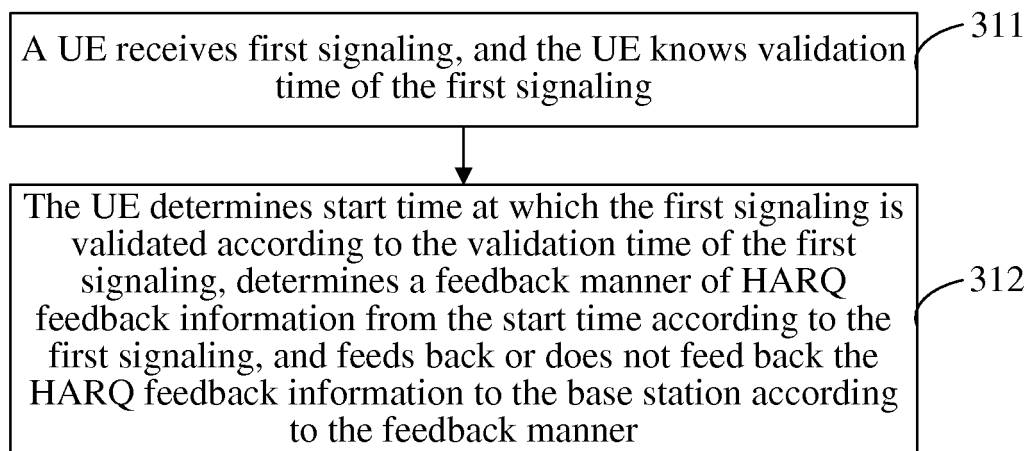 311
A UE receives first signaling, and the UE knows validation
time of the first signaling
The UE determines start time at which the first signaling is
validated according to the validation time of the first
signaling, determines a feedback manner of HARQ
feedback information from the start time according to the
first signaling, and feeds back or does not feed back the
HARQ feedback information to the base station according
to the feedback manner
312